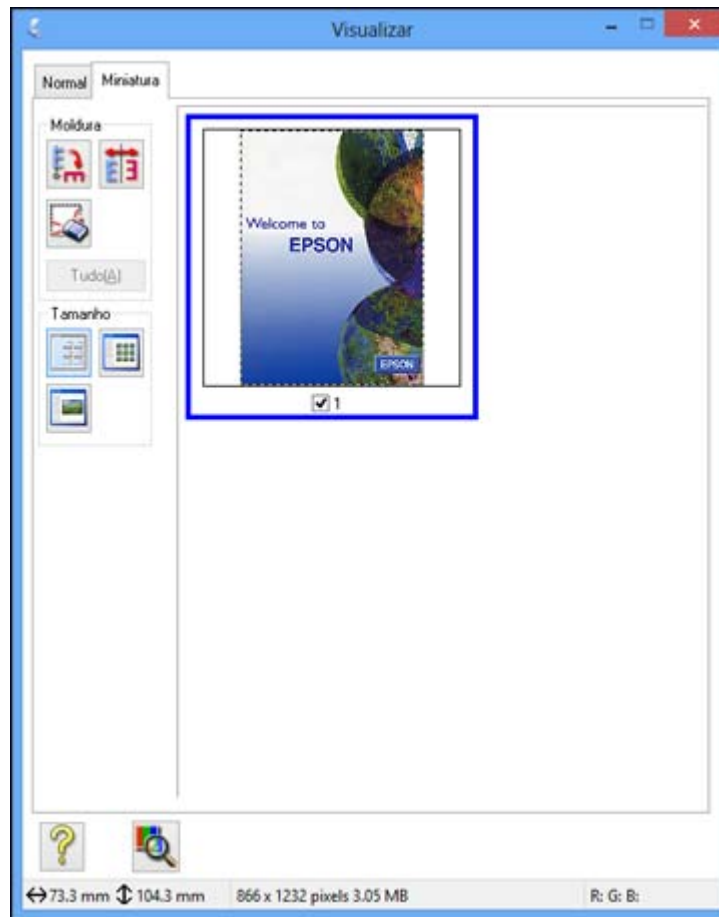 Visualizar
Normal
Miniatura
Moldura
Tudo(A)
Tamanho
Welcome to
EPSON
EPSON
1
73.3 mm 104.3 mm 866 x 1232 pixels 3.05 MB R: G: B: